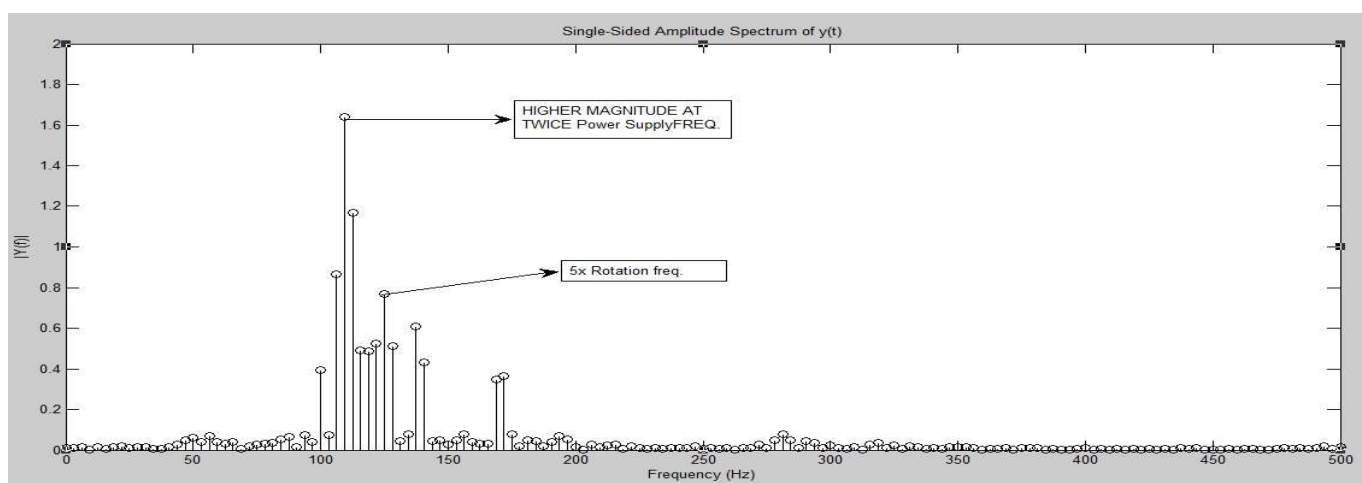 Single-Sided Amplitude Spectrum of y(t)
2
1.8
1.6
1.4
1.2
1
0.8
0.6
0.4
0.2
0
|Y(f)|
HIGHER MAGNITUDE AT
TWICE Power SupplyFREQ.
5x Rotation freq.
0 50 100 150 200 250 300 350 400 450 500
Frequency (Hz)